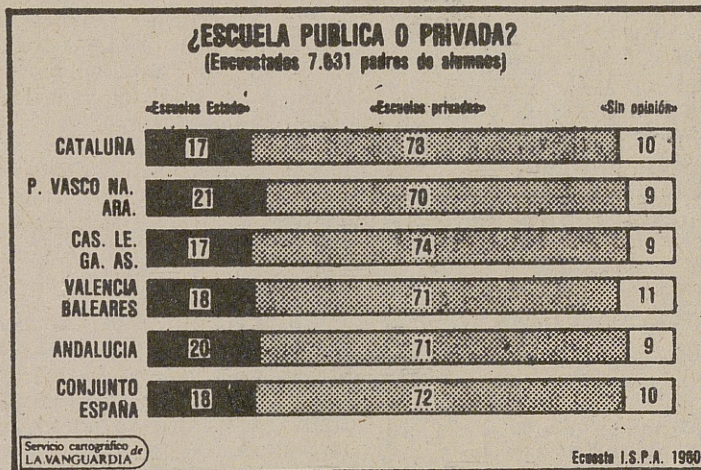 ¿ESCUELA PUBLICA O PRIVADA?
(Encuestados 7.631 padres de alumnos)
«Escuelas Estado» «Escuelas privadas» «Sin opinión»
CATALUÑA 17 73 10
P. VASCO NA. ARA. 21 70 9
CAS. LE. GA. AS. 17 74 9
VALENCIA BALEARES 18 71 11
ANDALUCIA 20 71 9
CONJUNTO ESPAÑA 18 72 10
Servicio cartográfico de LA VANGUARDIA
Ecuesta I.S.P.A. 1980